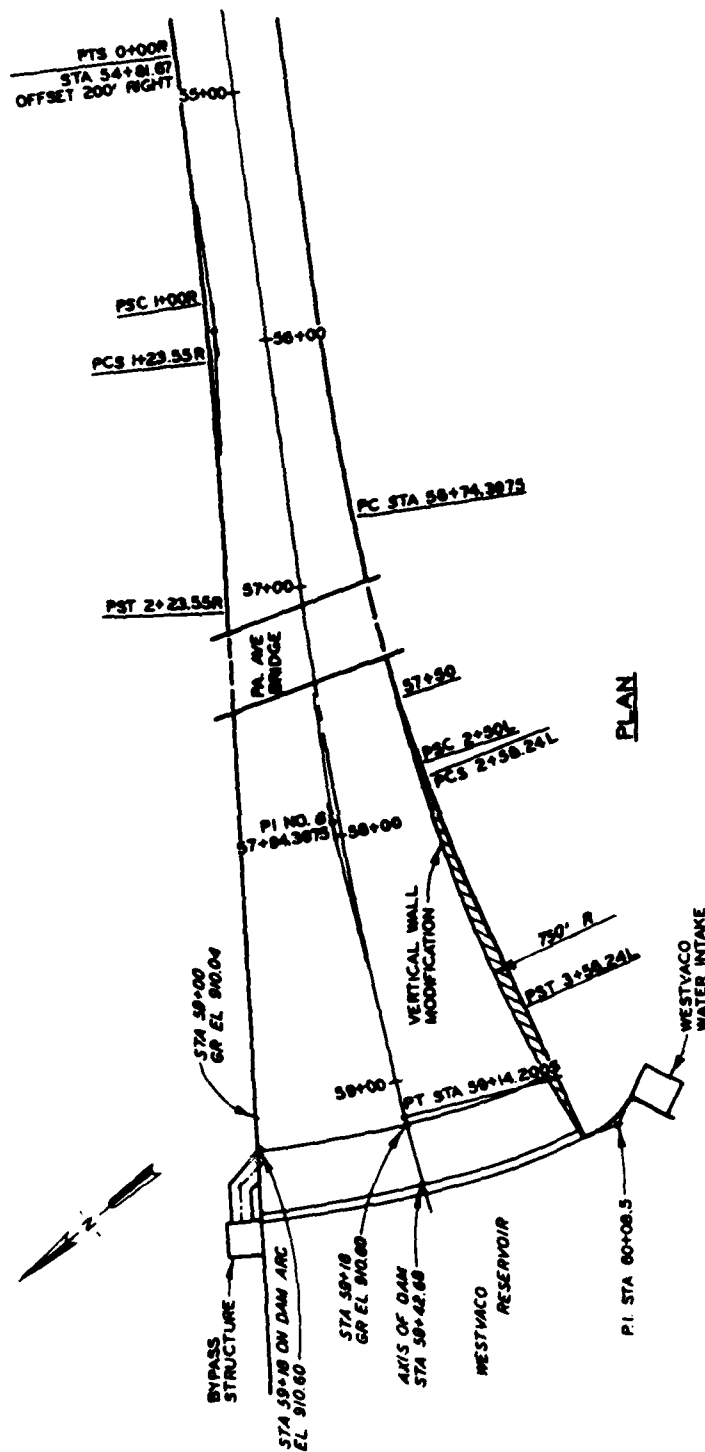 PTS 0+00R
STA 54+81.67
OFFSET 200' RIGHT
55+00
PSC 1+00R
56+00
PCS 1+23.55R
PC STA 56+74.3875
57+00
PST 2+23.55R
PA. AVE
BRIDGE
57+50
PSC 2+50L
PCS 2+58.24L
PLAN
PI NO. 6
57+94.3875
58+00
VERTICAL WALL
MODIFICATION
750' R
PST 3+58.24L
WESTVACO
WATER INTAKE
STA 59+00
GR EL 910.04
59+00
PT STA 59+14.2005
N
BYPASS
STRUCTURE
STA 59+18 ON DAM ARC
EL 910.60
STA 59+18
GR EL 910.60
AXIS OF DAM
STA 59+42.68
WESTVACO
RESERVOIR
P.I. STA 60+08.5